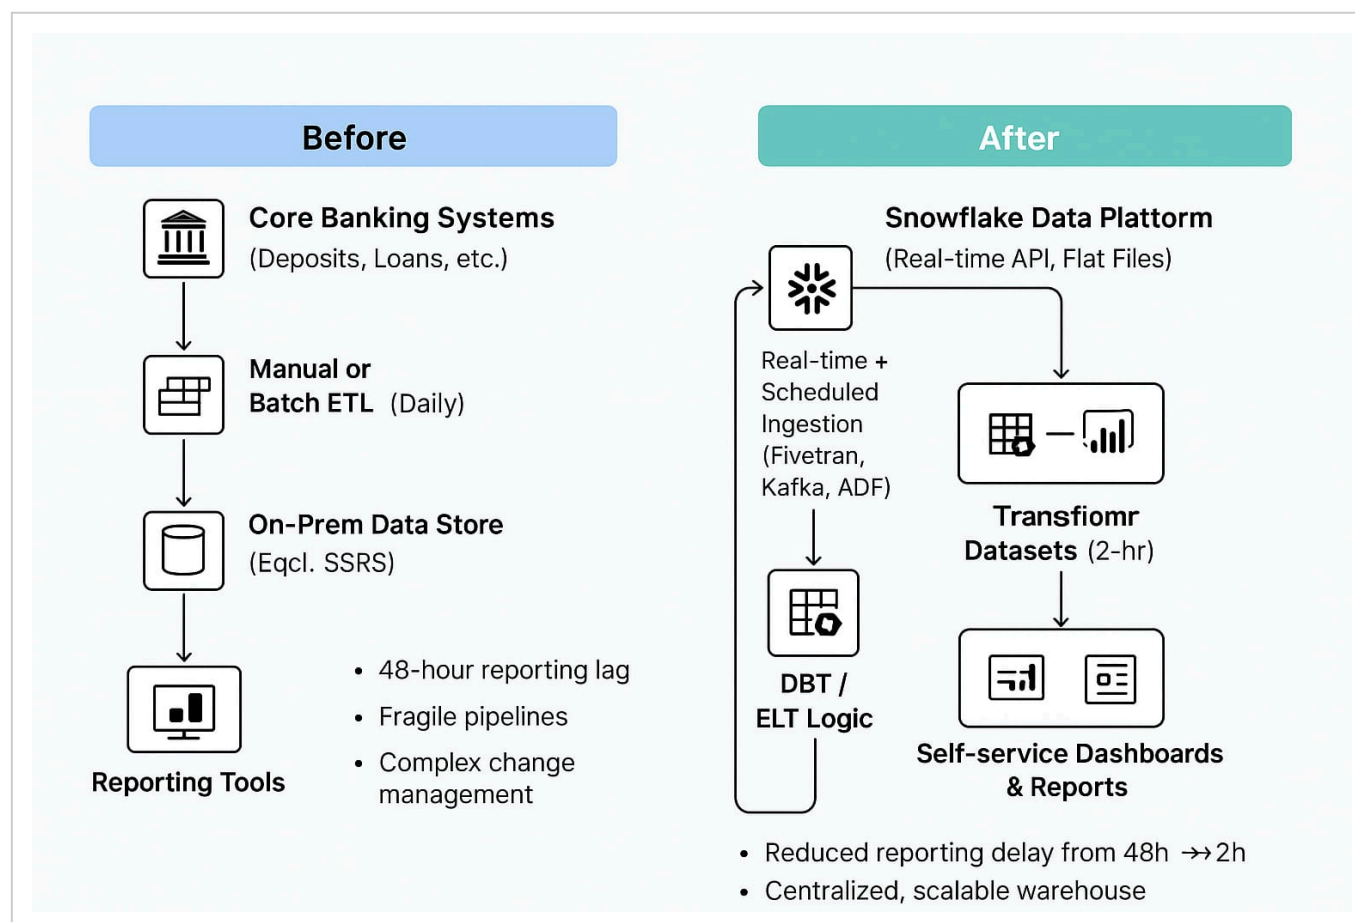 Before
Core Banking Systems
(Deposits, Loans, etc.)
Manual or
Batch ETL (Daily)
On-Prem Data Store
(Eqcl. SSRS)
Reporting Tools
• 48-hour reporting lag
• Fragile pipelines
• Complex change
management
After
Snowflake Data Plattorm
(Real-time API, Flat Files)
Real-time +
Scheduled
Ingestion
(Fivetran,
Kafka, ADF)
DBT /
ELT Logic
Transfiomr
Datasets (2-hr)
Self-service Dashboards
& Reports
• Reduced reporting delay from 48h →→ 2h
• Centralized, scalable warehouse